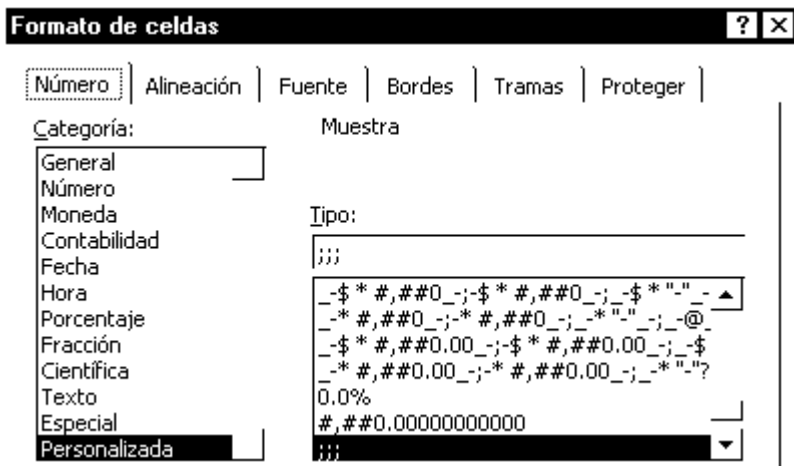 Formato de celdas
Número Alineación Fuente Bordes Tramas Proteger
Categoría:
General
Número
Moneda
Contabilidad
Fecha
Hora
Porcentaje
Fracción
Científica
Texto
Especial
Personalizada
Muestra
Tipo:
;;;
_-$ * #,##0_-;-$ * #,##0_-;_-$ * "-"_-
_-* #,##0_-;-* #,##0_-;_-* "-"_-;_-@_
_-$ * #,##0.00_-;-$ * #,##0.00_-;_-$
_-* #,##0.00_-;-* #,##0.00_-;_-* "-"?
0.0%
#,##0.00000000000
;;;